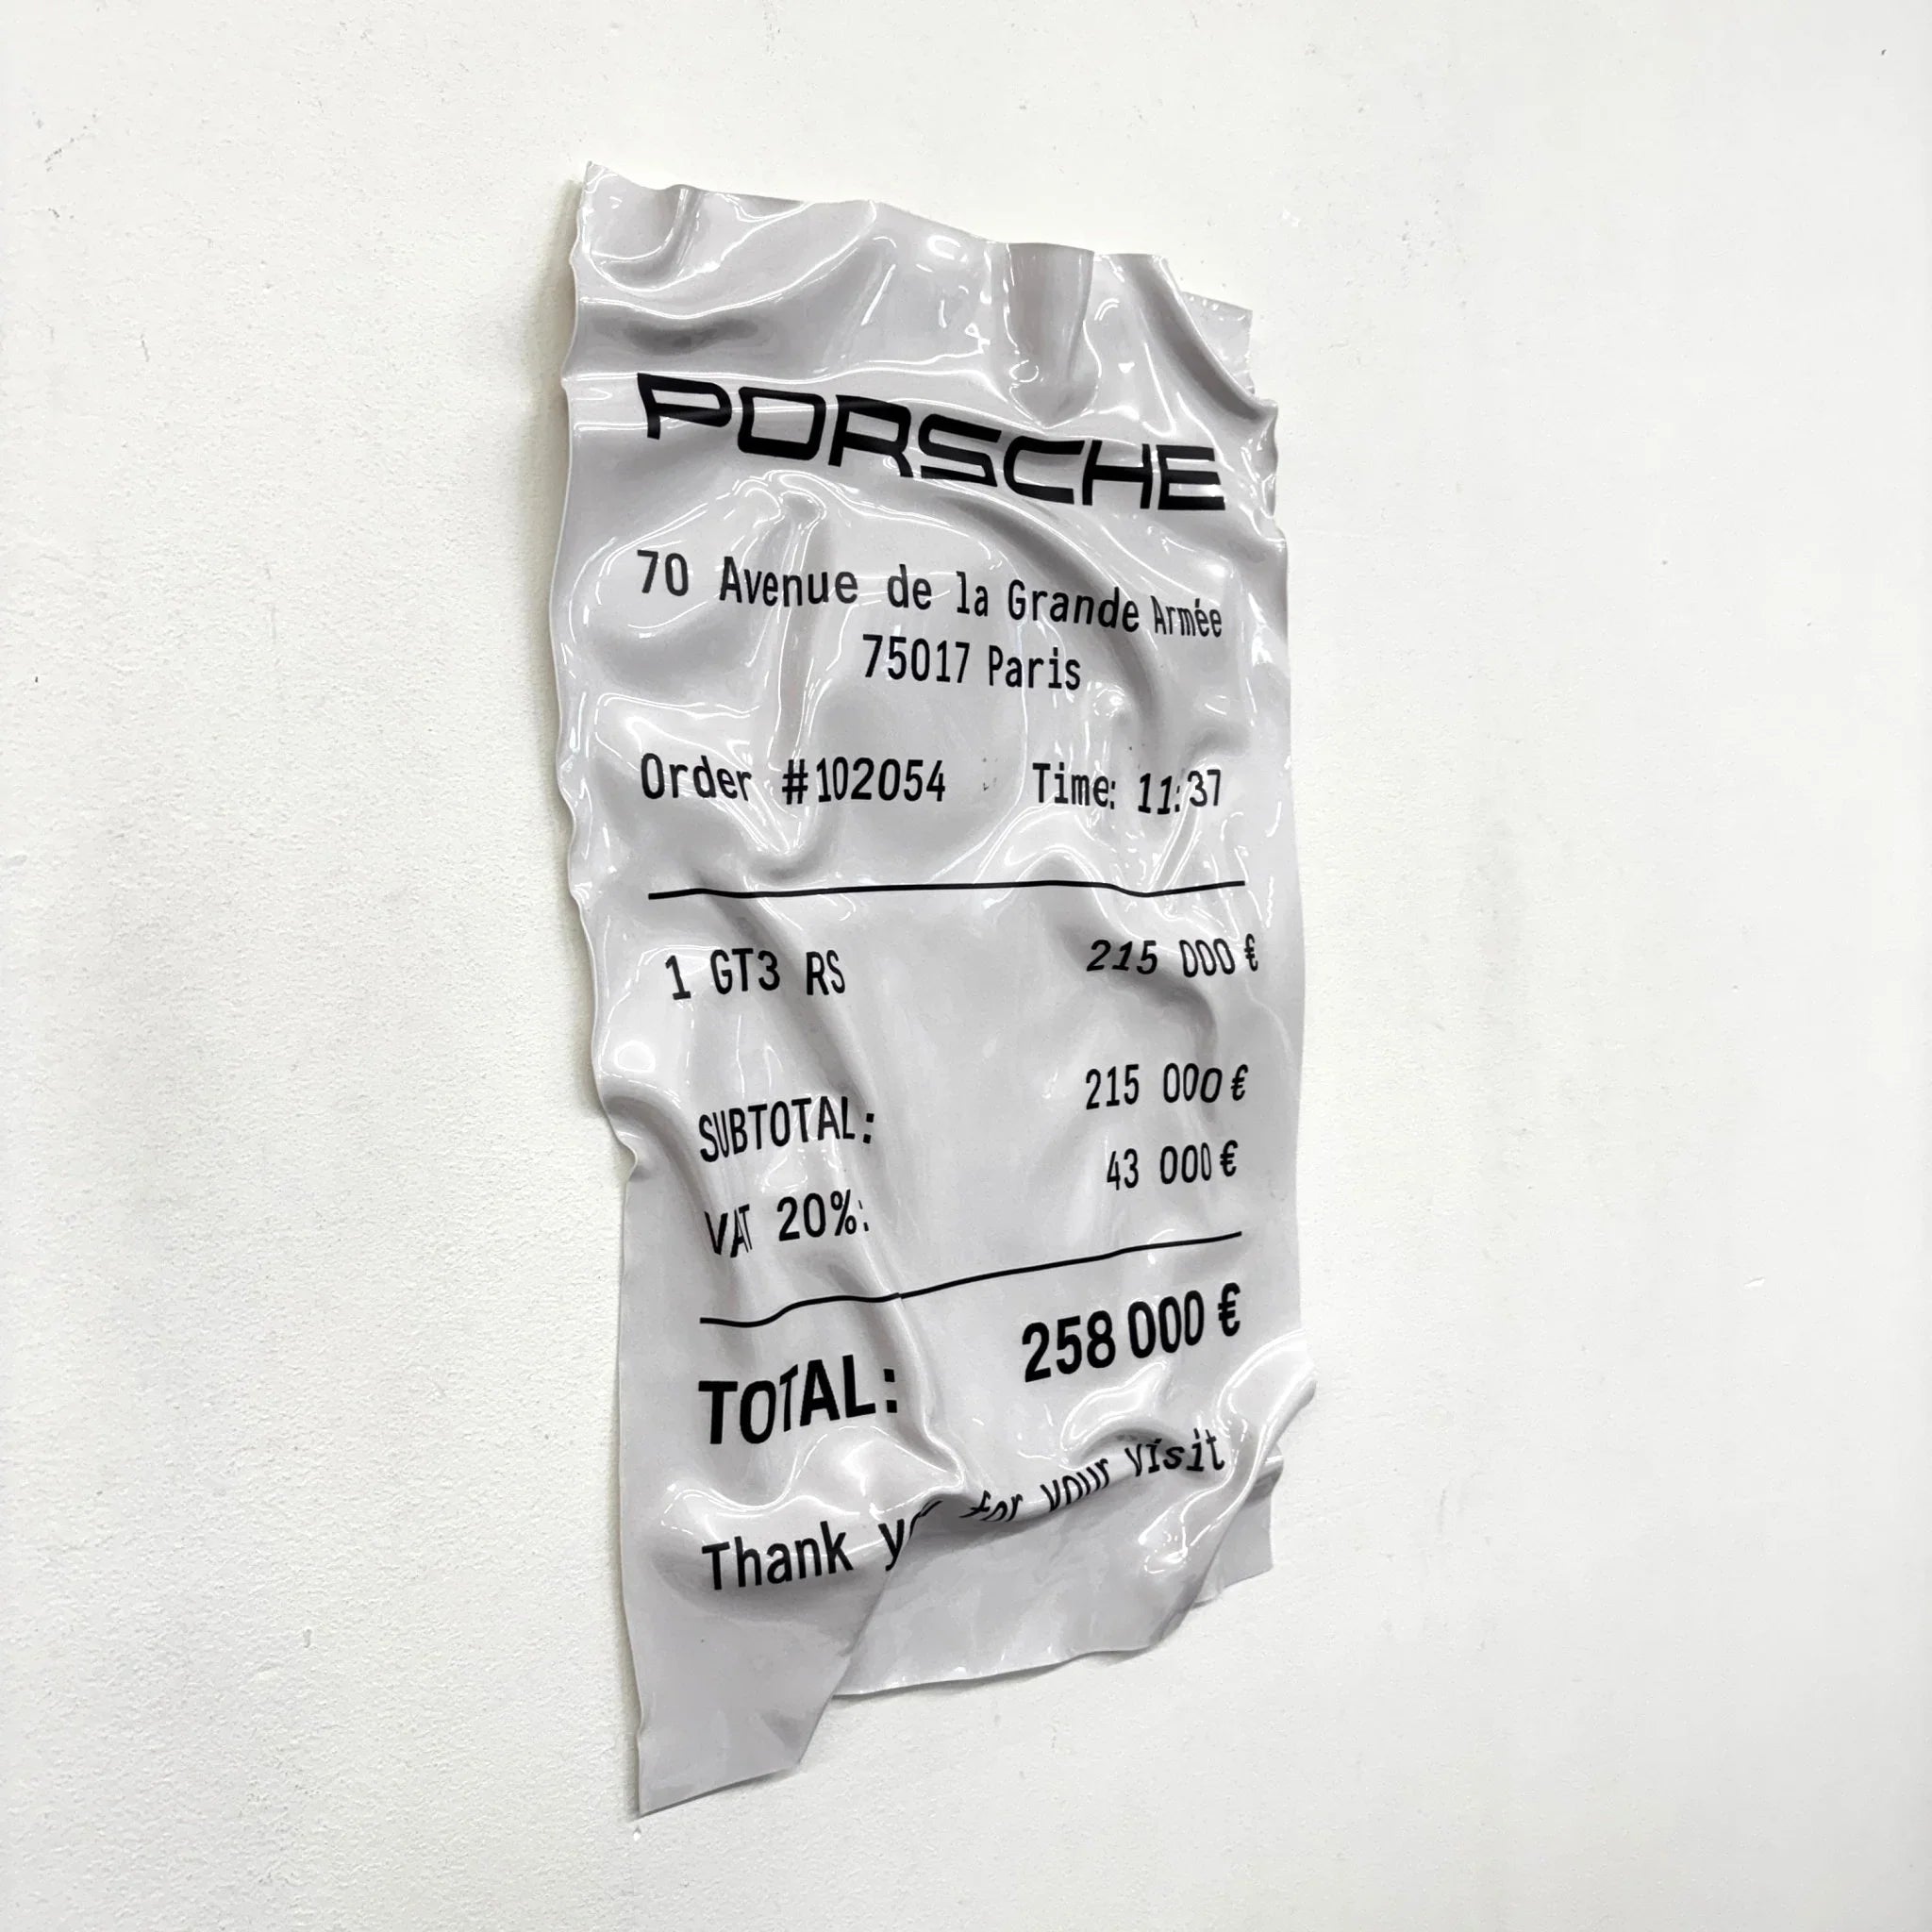 PORSCHE
70 Avenue de la Grande Armée
75017 Paris
Order #102054 Time: 11:37
1 GT3 RS 215 000 €
SUBTOTAL: 215 000 €
VAT 20%: 43 000 €
TOTAL: 258 000 €
Thank you for your visit